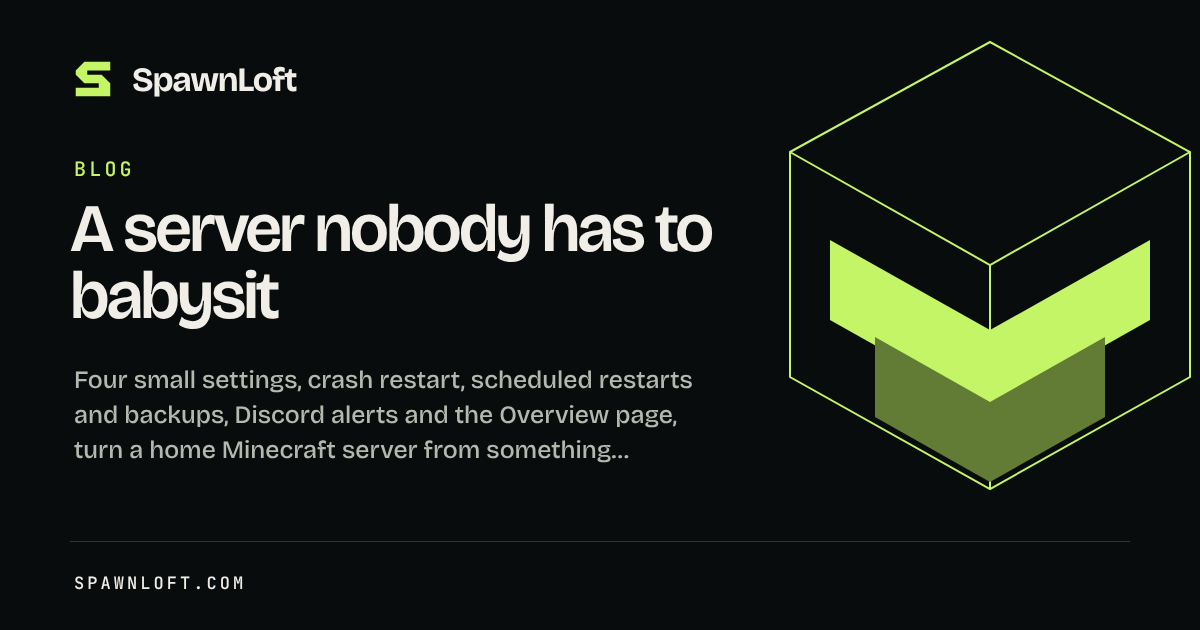 SpawnLoft
BLOG
A server nobody has to
babysit
Four small settings, crash restart, scheduled restarts
and backups, Discord alerts and the Overview page,
turn a home Minecraft server from something...
SPAWNLOFT.COM